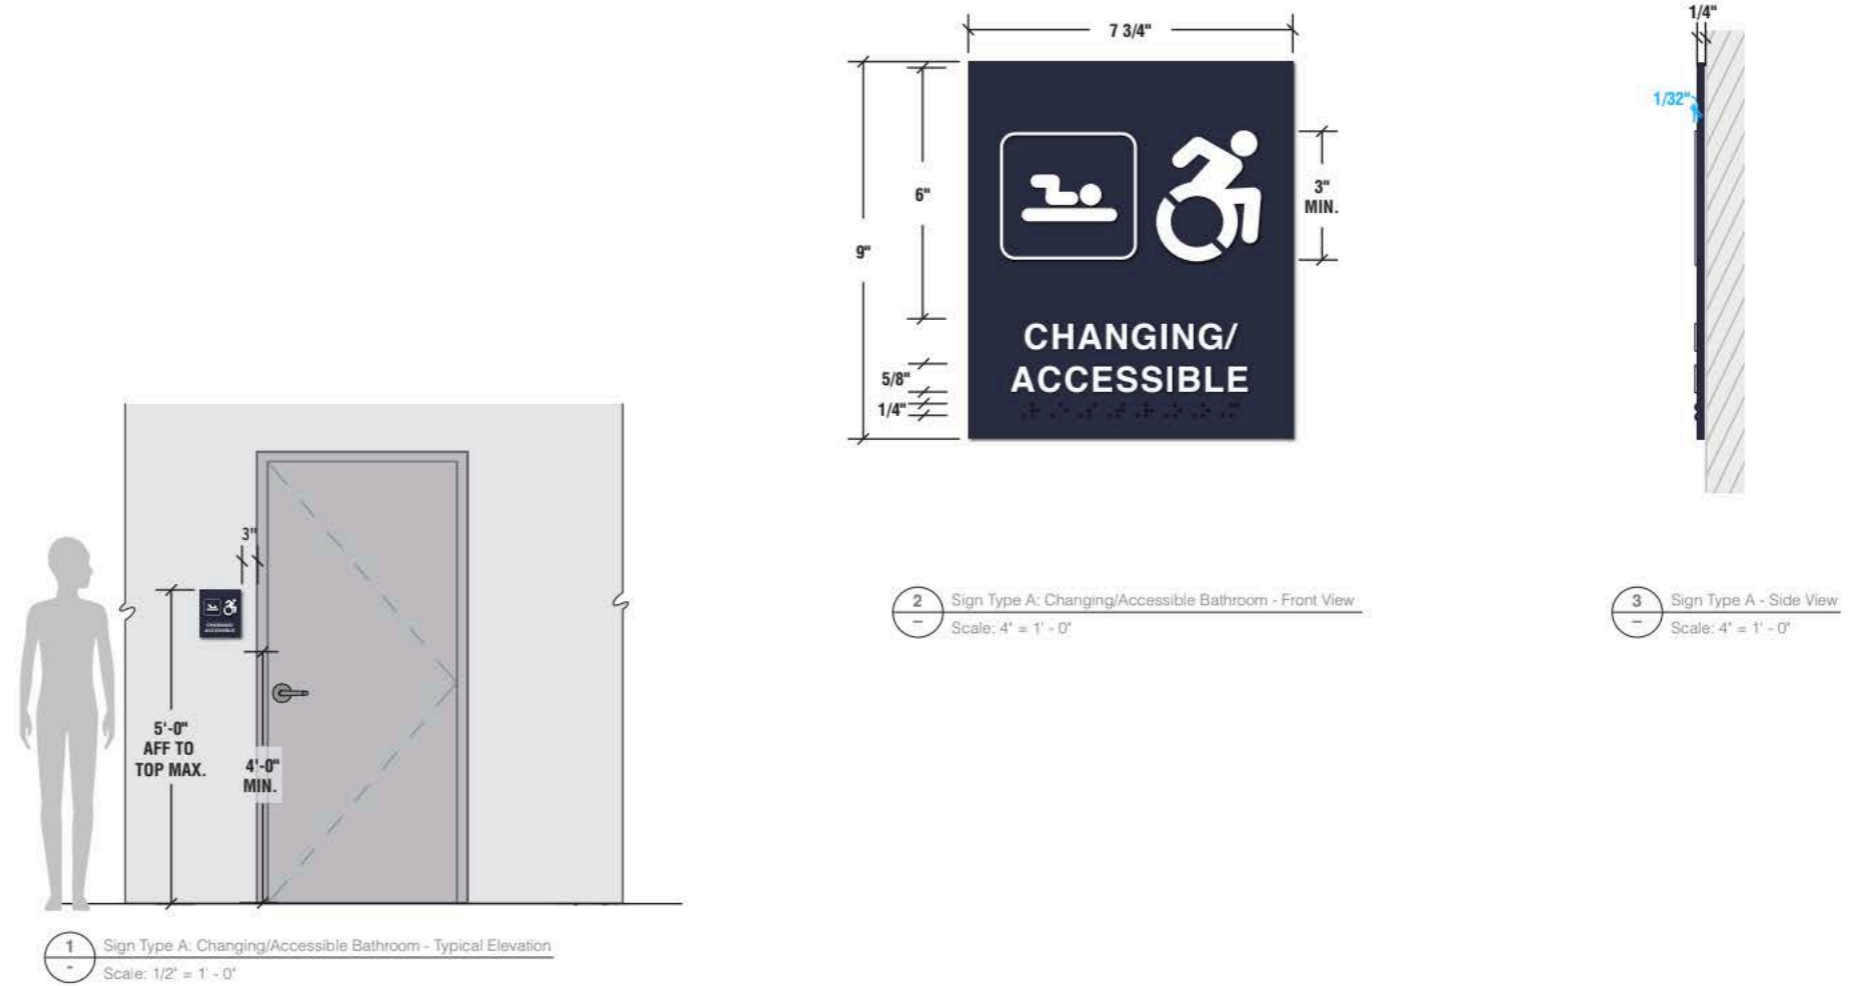 7 3/4"
1/4"
1/32"
6"
3"
MIN.
9"
CHANGING/
ACCESSIBLE
5/8"
1/4"
3"
CHANGING/
ACCESSIBLE
5'-0"
AFF TO
TOP MAX.
4'-0"
MIN.
2
Sign Type A: Changing/Accessible Bathroom - Front View
–
Scale: 4" = 1' - 0"
3
Sign Type A - Side View
–
Scale: 4" = 1' - 0"
1
Sign Type A: Changing/Accessible Bathroom - Typical Elevation
-
Scale: 1/2" = 1' - 0"